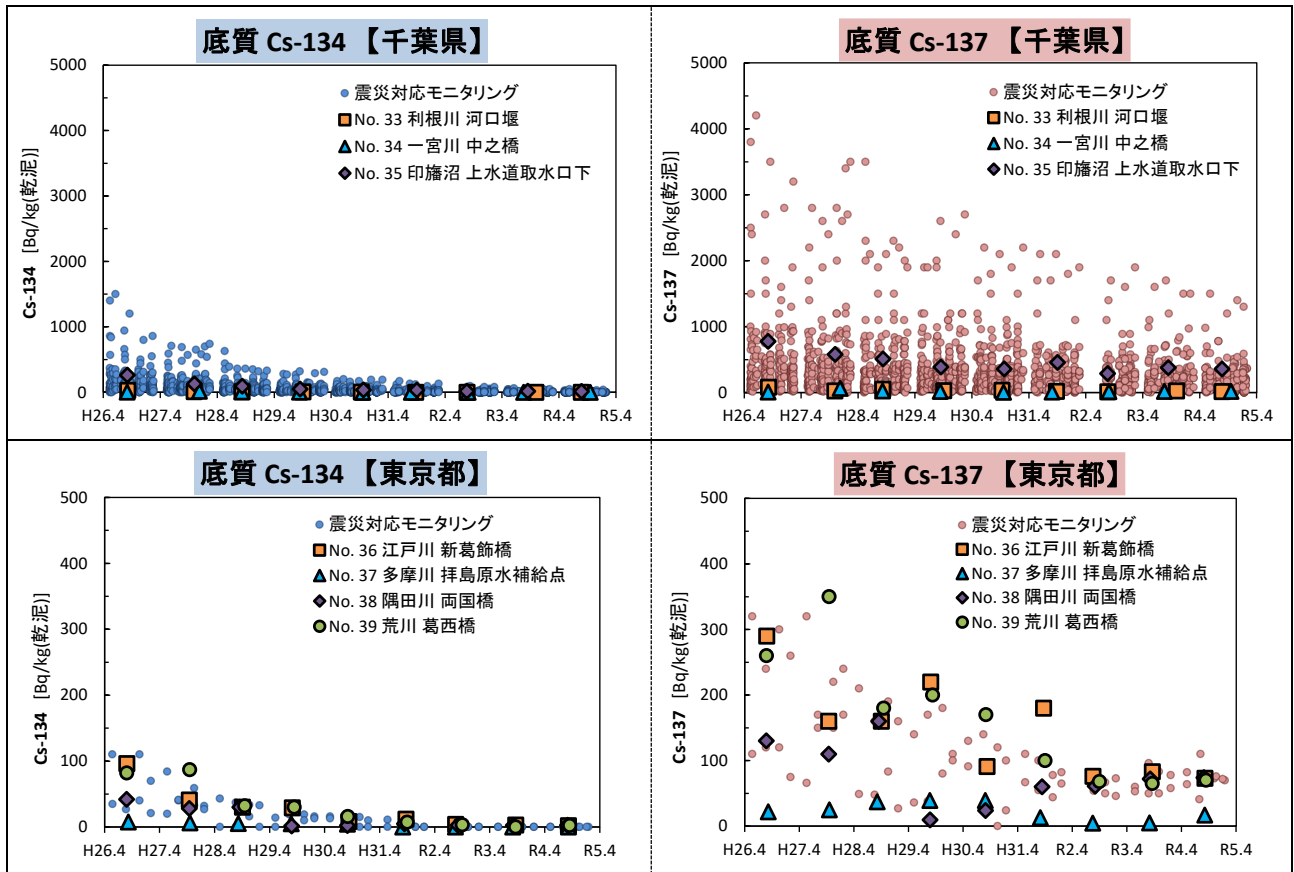 底質 Cs-134 【千葉県】
Cs-134 [Bq/kg(乾泥)]
5000
4000
3000
2000
1000
0
H26.4 H27.4 H28.4 H29.4 H30.4 H31.4 R2.4 R3.4 R4.4 R5.4
震災対応モニタリング
No. 33 利根川 河口堰
No. 34 一宮川 中之橋
No. 35 印旛沼 上水道取水口下
底質 Cs-137 【千葉県】
Cs-137 [Bq/kg(乾泥)]
5000
4000
3000
2000
1000
0
H26.4 H27.4 H28.4 H29.4 H30.4 H31.4 R2.4 R3.4 R4.4 R5.4
震災対応モニタリング
No. 33 利根川 河口堰
No. 34 一宮川 中之橋
No. 35 印旛沼 上水道取水口下
底質 Cs-134 【東京都】
Cs-134 [Bq/kg(乾泥)]
500
400
300
200
100
0
H26.4 H27.4 H28.4 H29.4 H30.4 H31.4 R2.4 R3.4 R4.4 R5.4
震災対応モニタリング
No. 36 江戸川 新葛飾橋
No. 37 多摩川 拝島原水補給点
No. 38 隅田川 両国橋
No. 39 荒川 葛西橋
底質 Cs-137 【東京都】
Cs-137 [Bq/kg(乾泥)]
500
400
300
200
100
0
H26.4 H27.4 H28.4 H29.4 H30.4 H31.4 R2.4 R3.4 R4.4 R5.4
震災対応モニタリング
No. 36 江戸川 新葛飾橋
No. 37 多摩川 拝島原水補給点
No. 38 隅田川 両国橋
No. 39 荒川 葛西橋